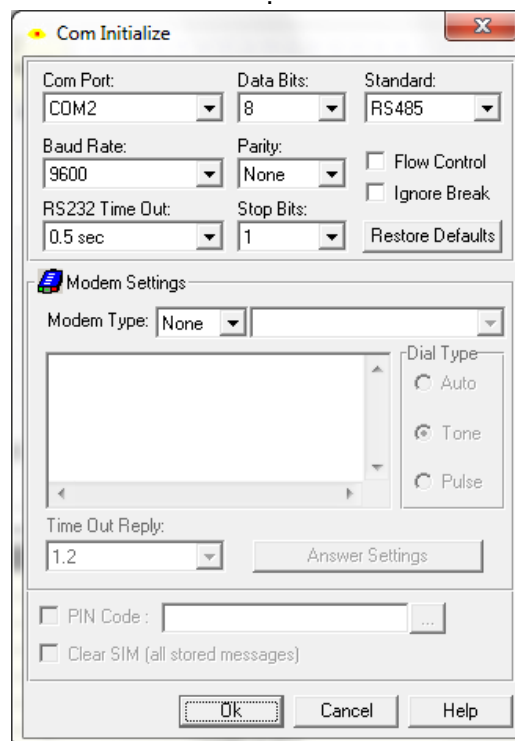 Com Initialize
Com Port: Data Bits: Standard:
COM2 8 RS485
Baud Rate: Parity:
9600 None Flow Control
Ignore Break
RS232 Time Out: Stop Bits:
0.5 sec 1 Restore Defaults
Modem Settings
Modem Type: None
Dial Type
Auto
Tone
Pulse
Time Out Reply:
1.2 Answer Settings
PIN Code : ...
Clear SIM (all stored messages)
Ok Cancel Help